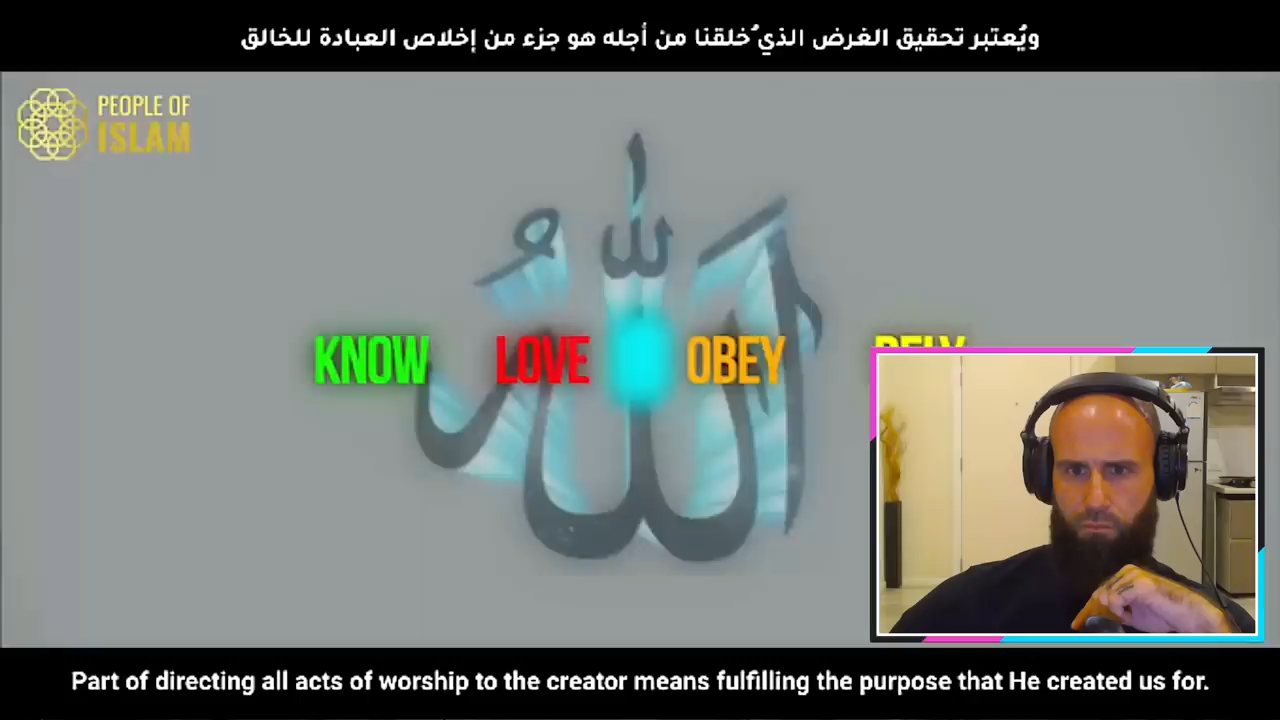 ويُعتبر تحقيق الغرض الذي ُخلقنا من أجله هو جزء من إخلاص العبادة للخالق
PEOPLE OF
ISLAM
الله
KNOW LOVE OBEY RELY
Part of directing all acts of worship to the creator means fulfilling the purpose that He created us for.